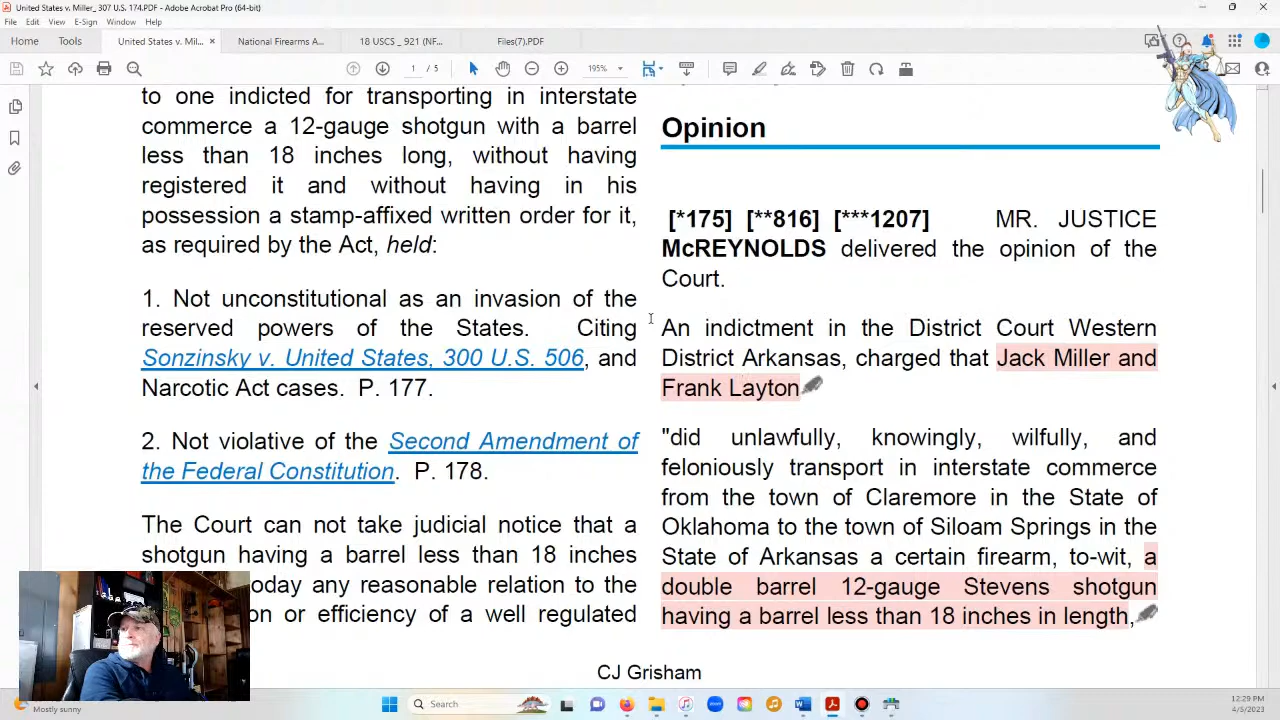 United States v. Miller_ 307 U.S. 174.PDF - Adobe Acrobat Pro (64-bit)
File Edit View E-Sign Window Help
Home Tools United States v. Mil... × National Firearms A... 18 USCS _ 921 (NF... Files(7).PDF
1 / 5 195%
to one indicted for transporting in interstate
commerce a 12-gauge shotgun with a barrel
less than 18 inches long, without having
registered it and without having in his
possession a stamp-affixed written order for it,
as required by the Act, held:
1. Not unconstitutional as an invasion of the
reserved powers of the States. Citing
Sonzinsky v. United States, 300 U.S. 506, and
Narcotic Act cases. P. 177.
2. Not violative of the Second Amendment of
the Federal Constitution. P. 178.
The Court can not take judicial notice that a
shotgun having a barrel less than 18 inches
oday any reasonable relation to the
on or efficiency of a well regulated
Opinion
[*175] [**816] [***1207] MR. JUSTICE
McREYNOLDS delivered the opinion of the
Court.
An indictment in the District Court Western
District Arkansas, charged that Jack Miller and
Frank Layton
"did unlawfully, knowingly, wilfully, and
feloniously transport in interstate commerce
from the town of Claremore in the State of
Oklahoma to the town of Siloam Springs in the
State of Arkansas a certain firearm, to-wit, a
double barrel 12-gauge Stevens shotgun
having a barrel less than 18 inches in length,
CJ Grisham
Mostly sunny
Search
12:29 PM
4/5/2023